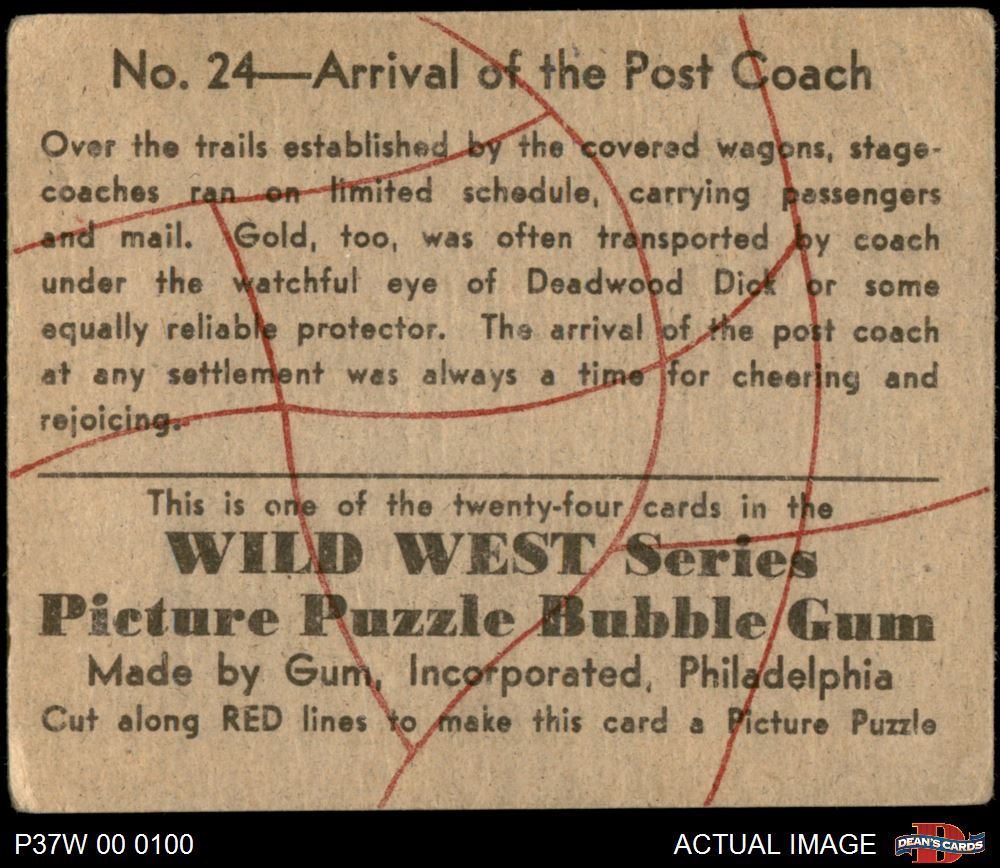 No. 24—Arrival of the Post Coach
Over the trails established by the covered wagons, stage-
coaches ran on limited schedule, carrying passengers
and mail. Gold, too, was often transported by coach
under the watchful eye of Deadwood Dick or some
equally reliable protector. The arrival of the post coach
at any settlement was always a time for cheering and
rejoicing.
This is one of the twenty-four cards in the
WILD WEST Series
Picture Puzzle Bubble Gum
Made by Gum, Incorporated, Philadelphia
Cut along RED lines to make this card a Picture Puzzle
P37W 00 0100
ACTUAL IMAGE
D
DEAN'S CARDS